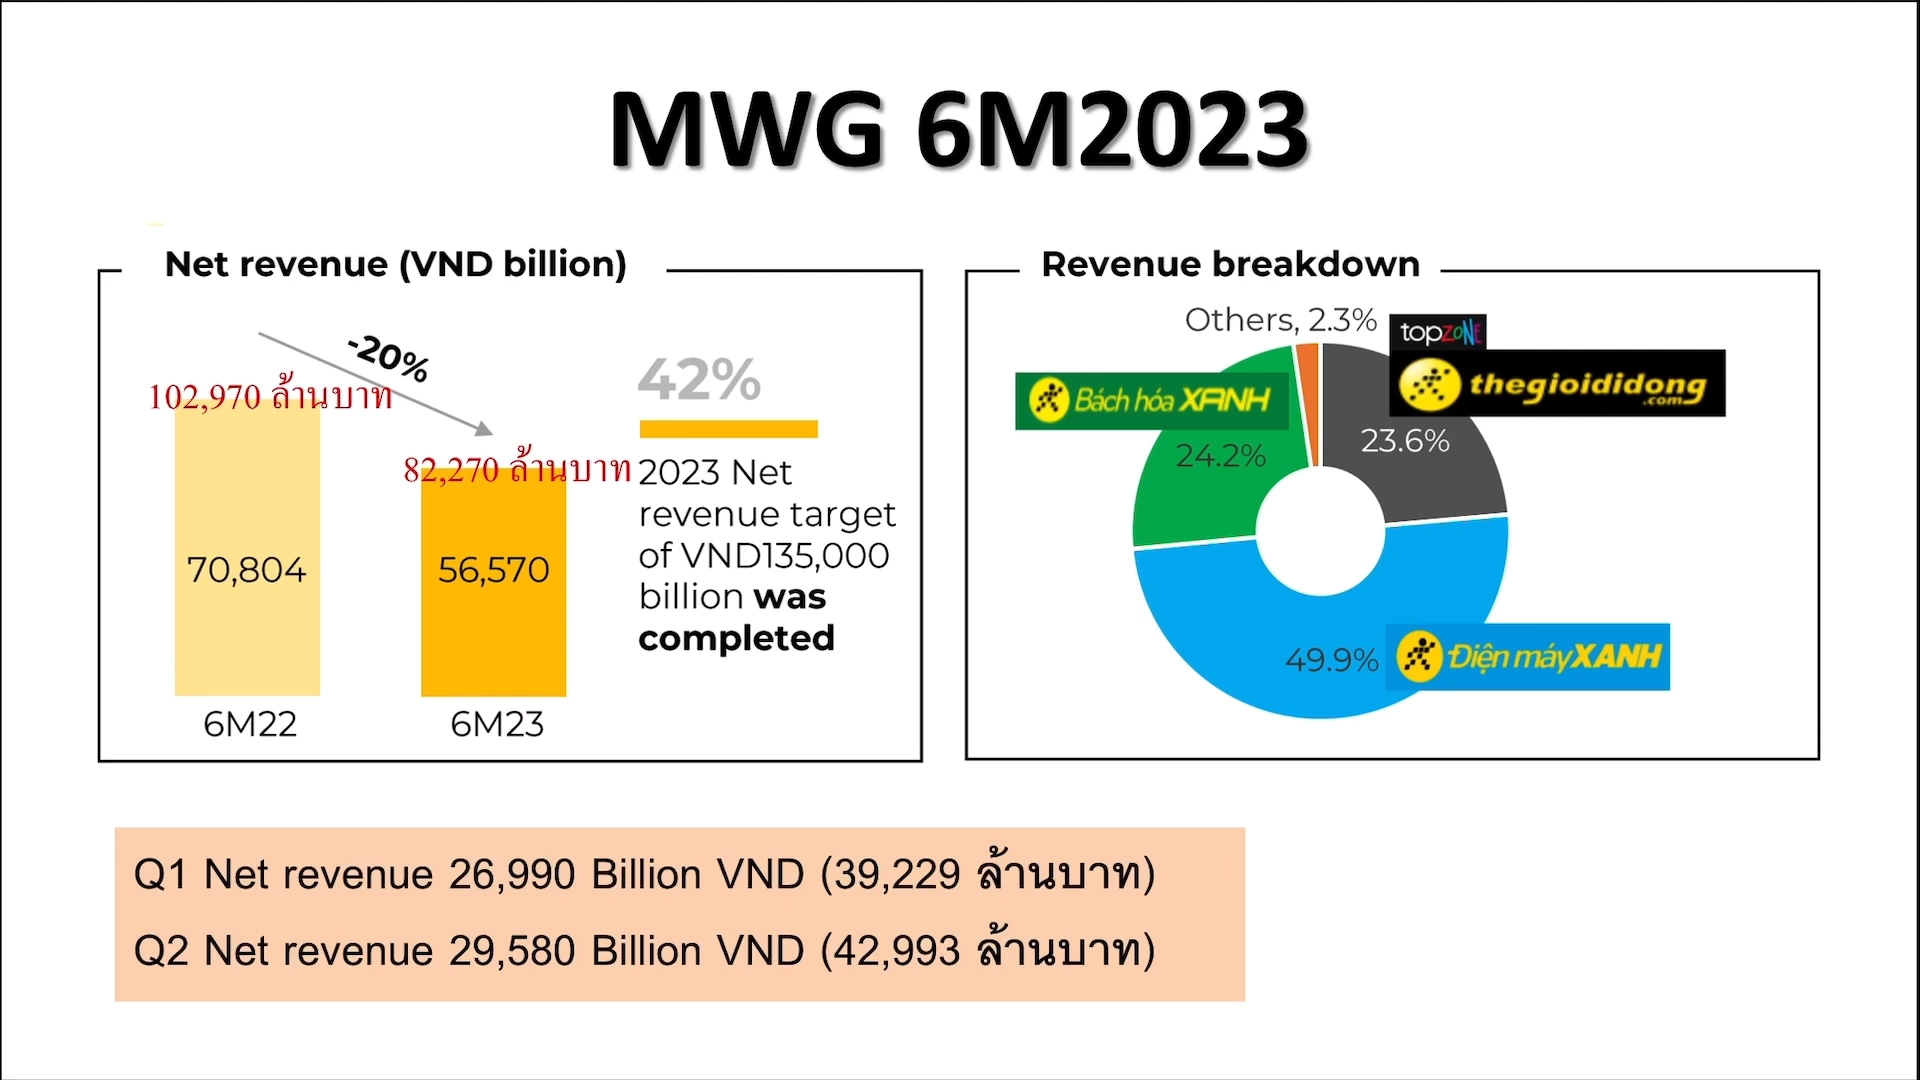 MWG 6M2023
Net revenue (VND billion)
-20%
102,970 ล้านบาท
82,270 ล้านบาท
70,804
56,570
6M22
6M23
42%
2023 Net
revenue target
of VND135,000
billion was
completed
Revenue breakdown
Others, 2.3%
topzone
thegioididong
.com
Bách hóa XANH
24.2%
23.6%
49.9%
Điện máy XANH
Q1 Net revenue 26,990 Billion VND (39,229 ล้านบาท)
Q2 Net revenue 29,580 Billion VND (42,993 ล้านบาท)